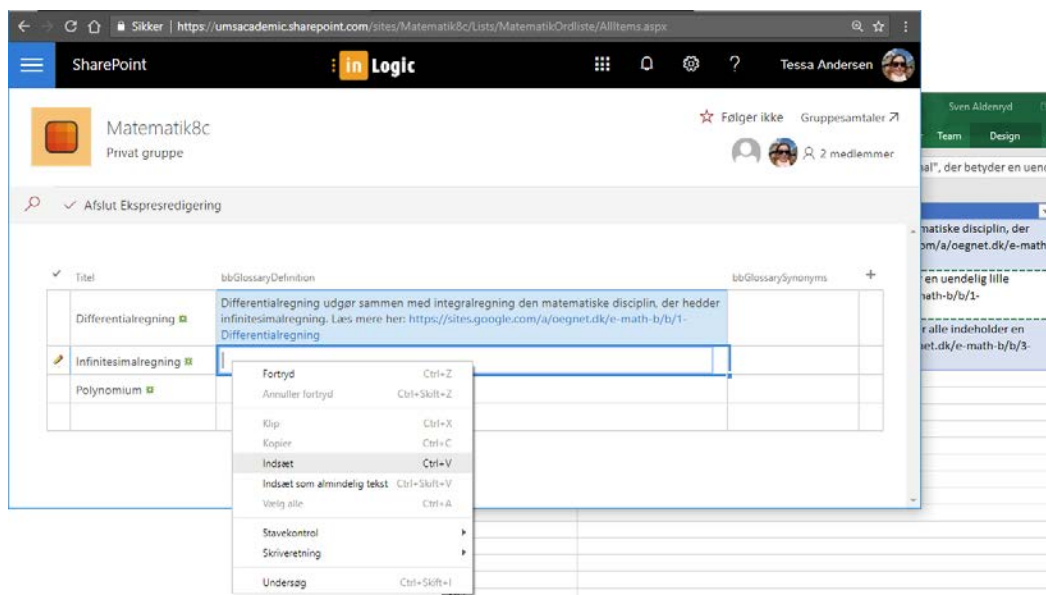 Sikker | https://umsacademic.sharepoint.com/sites/Matematik8c/Lists/MatematikOrdliste/AllItems.aspx
SharePoint
in Logic
?
Tessa Andersen
Matematik8c
Privat gruppe
Følger ikke Gruppesamtaler
2 medlemmer
Afslut Ekspresredigering
Titel bbGlossaryDefinition bbGlossarySynonyms +
Differentialregning
Differentialregning udgør sammen med integralregning den matematiske disciplin, der hedder
infinitesimalregning. Læs mere her: https://sites.google.com/a/oegnet.dk/e-math-b/b/1-
Differentialregning
Infinitesimalregning
Polynomium
Fortryd Ctrl+Z
Annuller fortryd Ctrl+Skift+Z
Klip Ctrl+X
Kopier Ctrl+C
Indsæt Ctrl+V
Indsæt som almindelig tekst Ctrl+Skift+V
Vælg alle Ctrl+A
Stavekontrol
Skriveretning
Undersøg Ctrl+Skift+I
Sven Aldenryd
Team Design
al", der betyder en uend
matiske disciplin, der
om/a/oegnet.dk/e-math
en uendelig lille
math-b/b/1-
r alle indeholder en
et.dk/e-math-b/b/3-